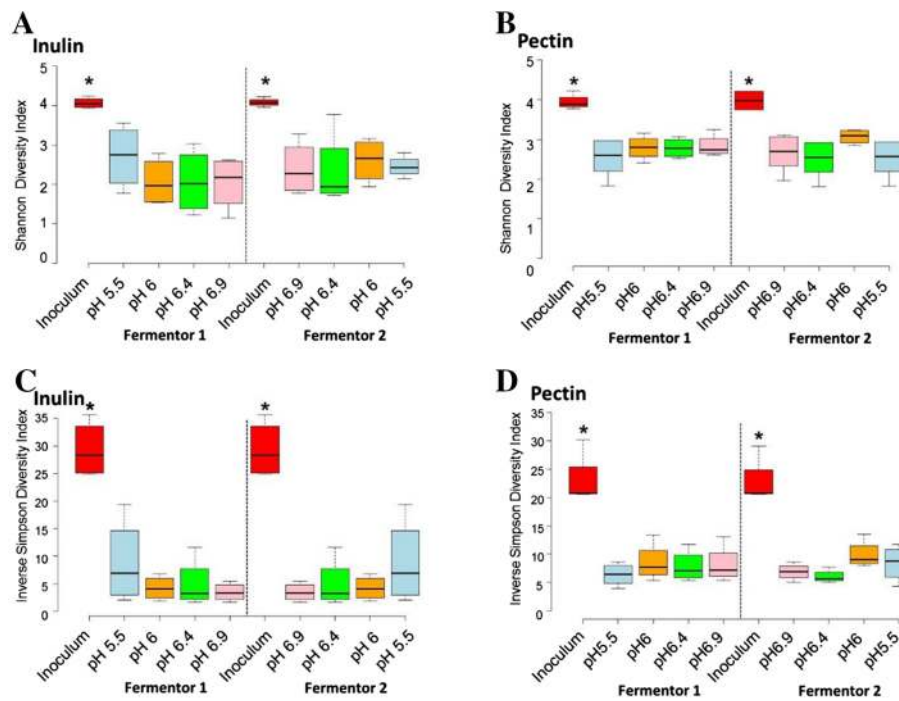 A
Inulin
Shannon Diversity Index
5
4
3
2
1
0
*
*
Inoculum
pH 5.5
pH 6
pH 6.4
pH 6.9
Inoculum
pH 6.9
pH 6.4
pH 6
pH 5.5
Fermentor 1
Fermentor 2
B
Pectin
Shannon Diversity Index
5
4
3
2
1
0
*
*
Inoculum
pH5.5
pH6
pH6.4
pH6.9
Inoculum
pH6.9
pH6.4
pH6
pH5.5
Fermentor 1
Fermentor 2
C
Inulin
Inverse Simpson Diversity Index
35
30
25
20
15
10
5
0
*
*
Inoculum
pH 5.5
pH 6
pH 6.4
pH 6.9
Inoculum
pH 6.9
pH 6.4
pH 6
pH 5.5
Fermentor 1
Fermentor 2
D
Pectin
Inverse Simpson Diversity Index
35
30
25
20
15
10
5
0
*
*
Inoculum
pH5.5
pH6
pH6.4
pH6.9
Inoculum
pH6.9
pH6.4
pH6
pH5.5
Fermentor 1
Fermentor 2